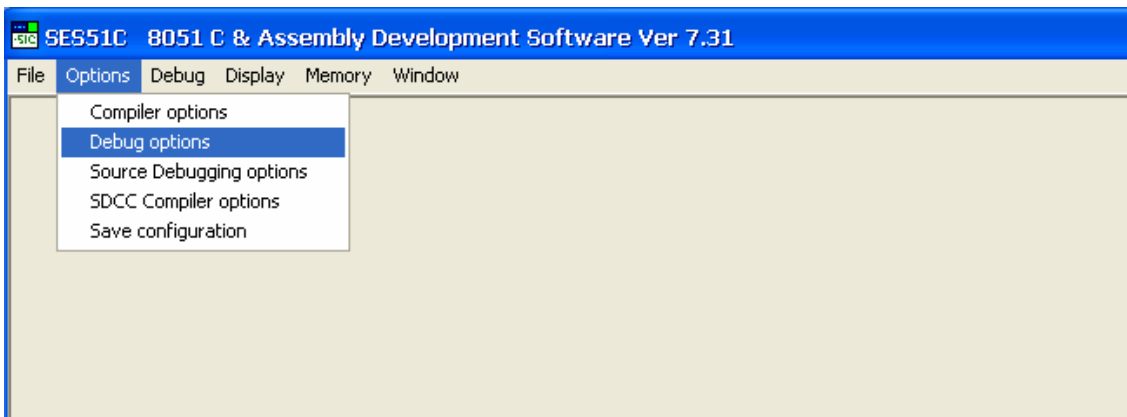 SIC SES51C 8051 C & Assembly Development Software Ver 7.31
File Options Debug Display Memory Window
Compiler options
Debug options
Source Debugging options
SDCC Compiler options
Save configuration